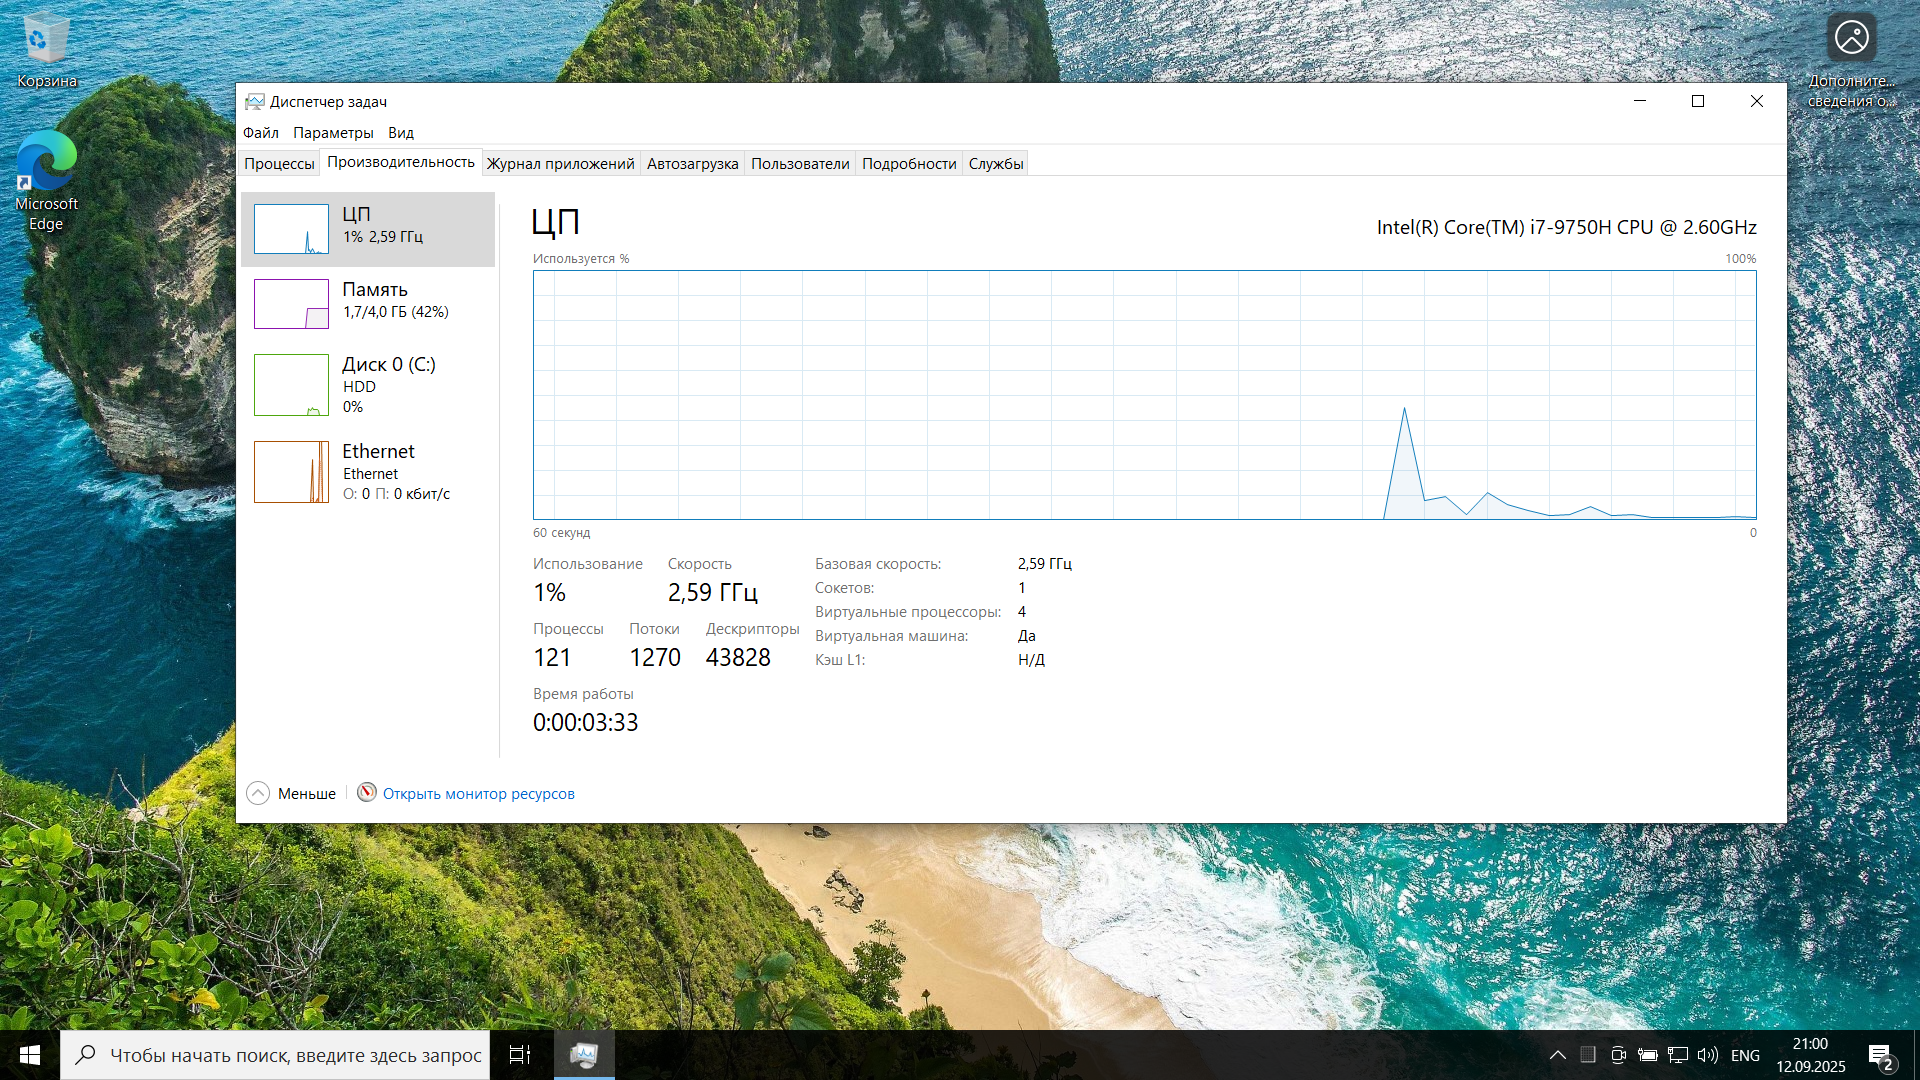 Корзина
Microsoft
Edge
Дополните...
сведения о...
Диспетчер задач
Файл Параметры Вид
Процессы Производительность Журнал приложений Автозагрузка Пользователи Подробности Службы
ЦП
1% 2,59 ГГц
Память
1,7/4,0 ГБ (42%)
Диск 0 (C:)
HDD
0%
Ethernet
Ethernet
О: 0 П: 0 кбит/с
ЦП
Intel(R) Core(TM) i7-9750H CPU @ 2.60GHz
Используется % 100%
60 секунд 0
Использование Скорость
1% 2,59 ГГц
Процессы Потоки Дескрипторы
121 1270 43828
Время работы
0:00:03:33
Базовая скорость: 2,59 ГГц
Сокетов: 1
Виртуальные процессоры: 4
Виртуальная машина: Да
Кэш L1: Н/Д
Меньше Открыть монитор ресурсов
Чтобы начать поиск, введите здесь запрос
ENG
21:00
12.09.2025
2